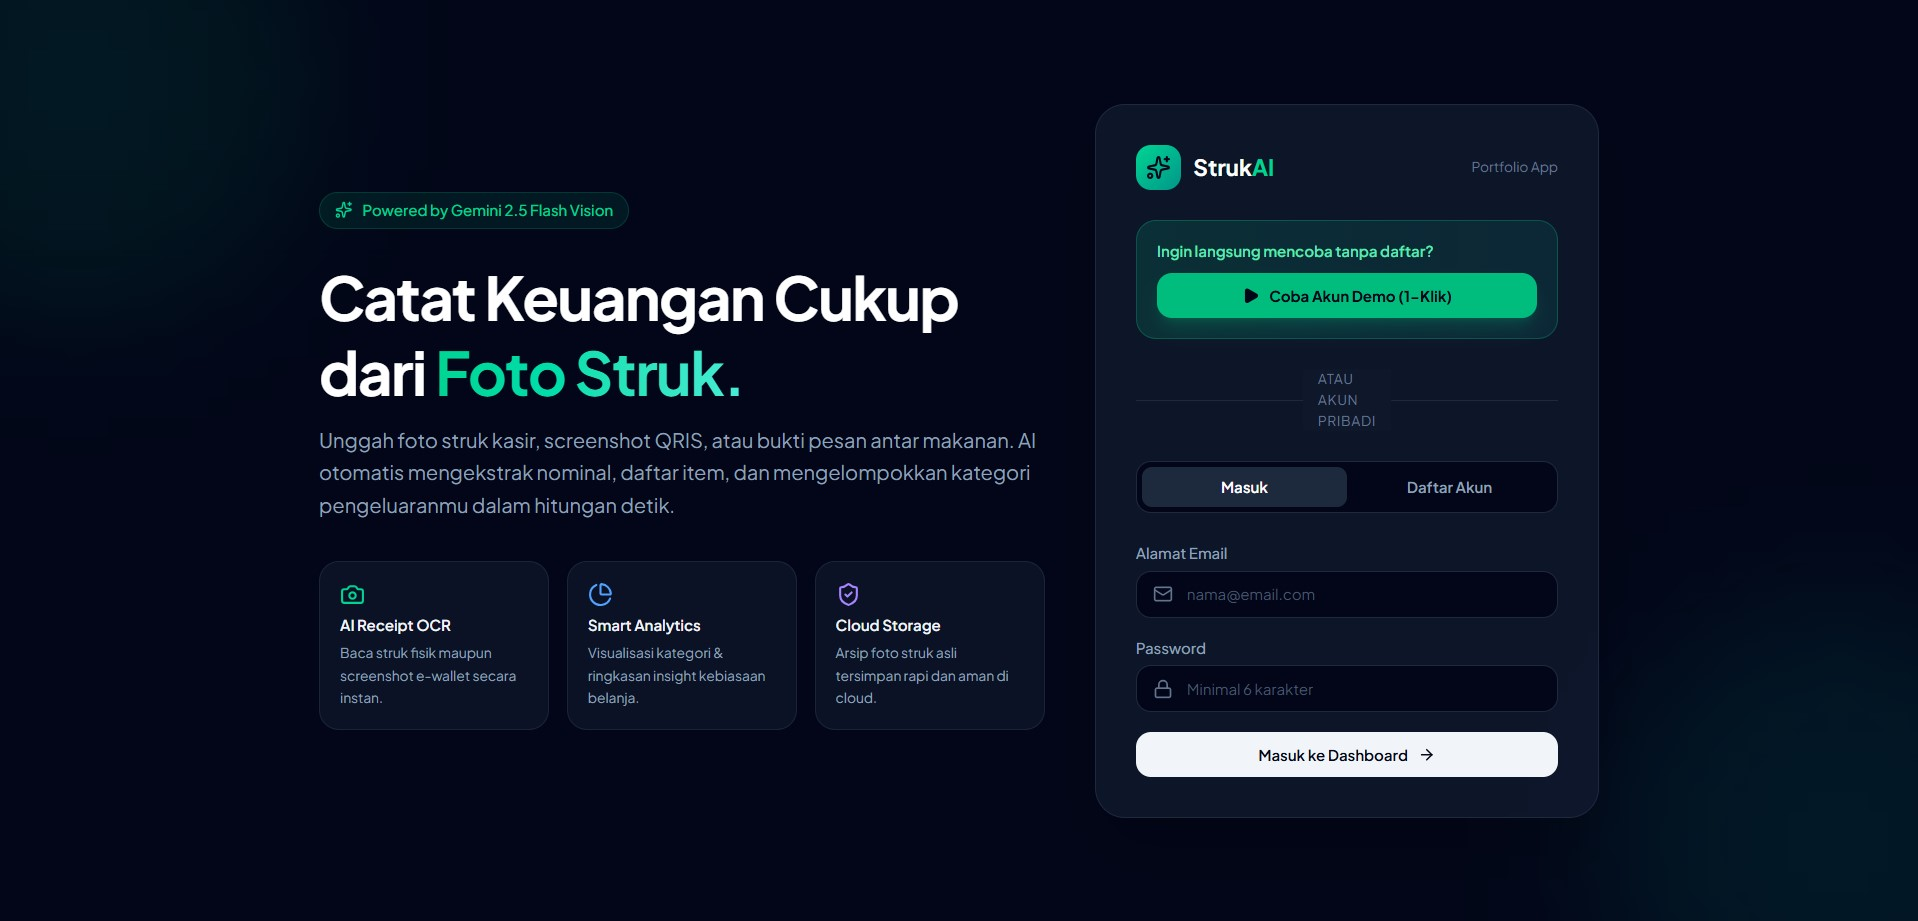 Powered by Gemini 2.5 Flash Vision
Catat Keuangan Cukup
dari Foto Struk.
Unggah foto struk kasir, screenshot QRIS, atau bukti pesan antar makanan. AI
otomatis mengekstrak nominal, daftar item, dan mengelompokkan kategori
pengeluaranmu dalam hitungan detik.
AI Receipt OCR
Baca struk fisik maupun
screenshot e-wallet secara
instan.
Smart Analytics
Visualisasi kategori &
ringkasan insight kebiasaan
belanja.
Cloud Storage
Arsip foto struk asli
tersimpan rapi dan aman di
cloud.
StrukAI
Portfolio App
Ingin langsung mencoba tanpa daftar?
Coba Akun Demo (1-Klik)
ATAU
AKUN
PRIBADI
Masuk
Daftar Akun
Alamat Email
nama@email.com
Password
Minimal 6 karakter
Masuk ke Dashboard